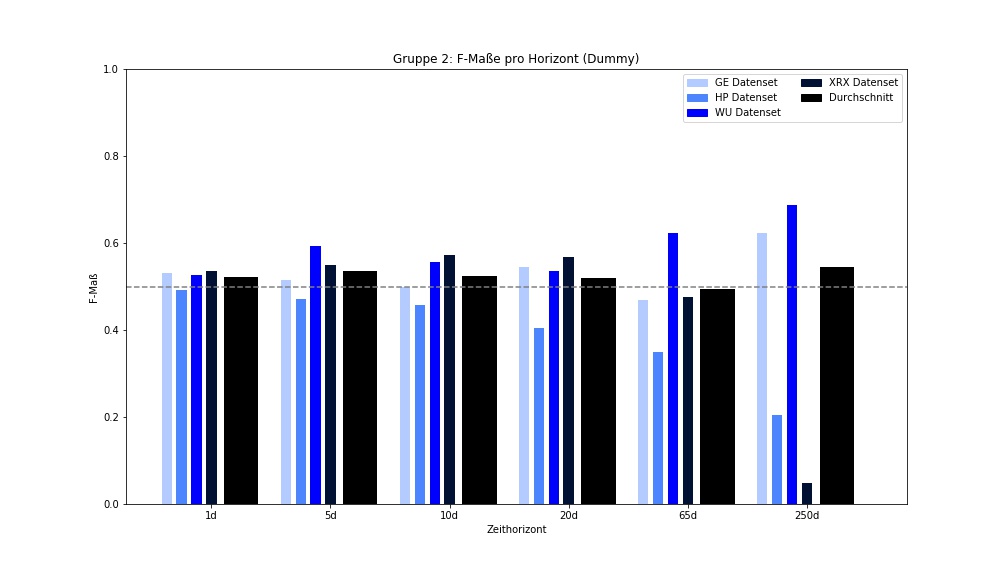 Gruppe 2: F-Maße pro Horizont (Dummy)
GE Datenset
HP Datenset
WU Datenset
XRX Datenset
Durchschnitt
1.0
0.8
0.6
0.4
0.2
0.0
F-Maß
1d
5d
10d
20d
65d
250d
Zeithorizont